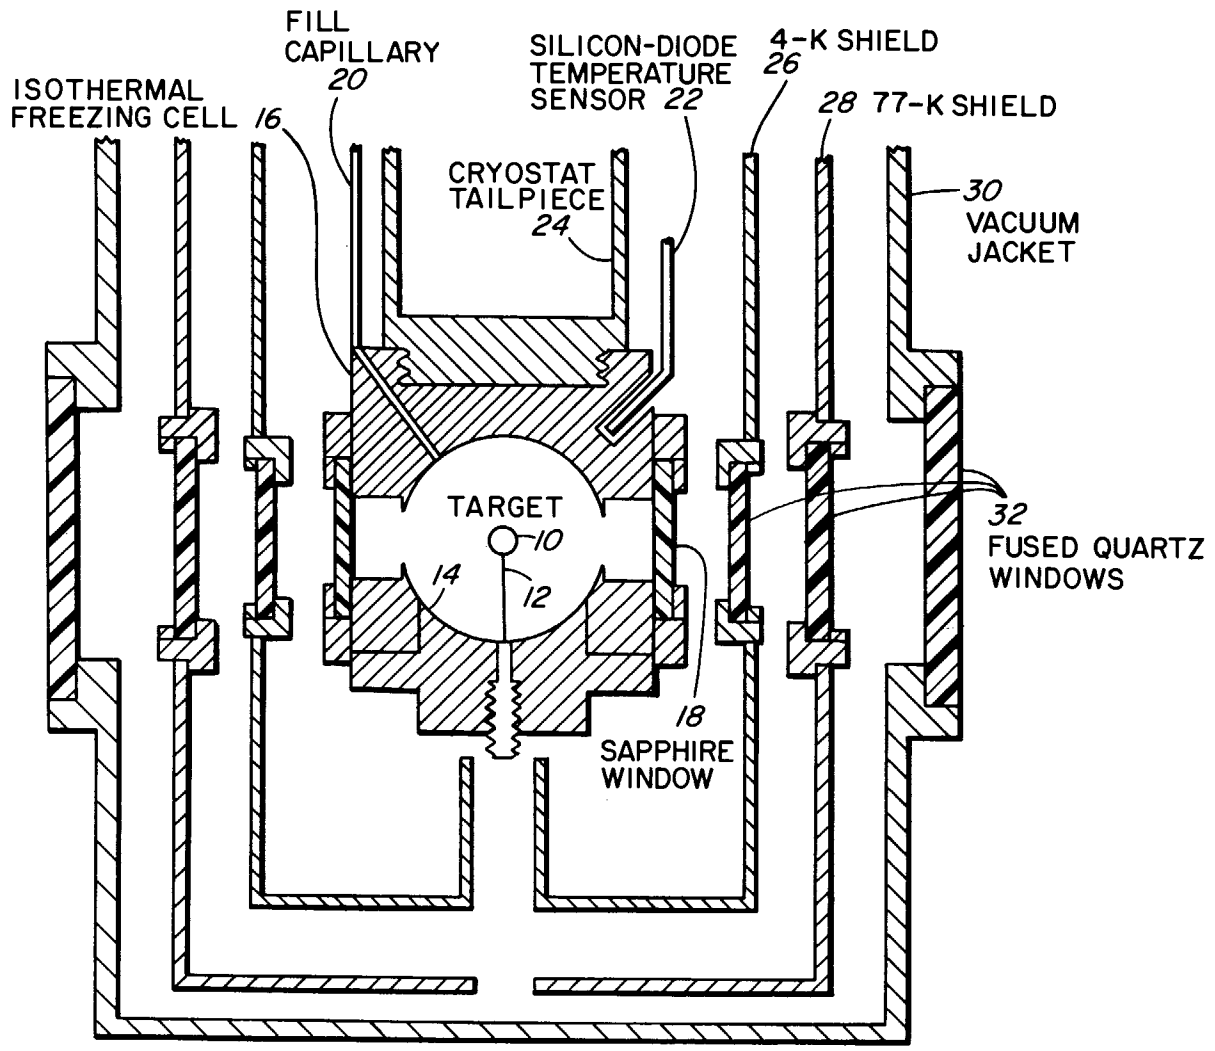 FILL
CAPILLARY
20
SILICON-DIODE
TEMPERATURE
SENSOR 22
4-K SHIELD
26
28 77-K SHIELD
ISOTHERMAL
FREEZING CELL 16
CRYOSTAT
TAILPIECE
24
30
VACUUM
JACKET
TARGET
10
14
12
32
FUSED QUARTZ
WINDOWS
18
SAPPHIRE
WINDOW